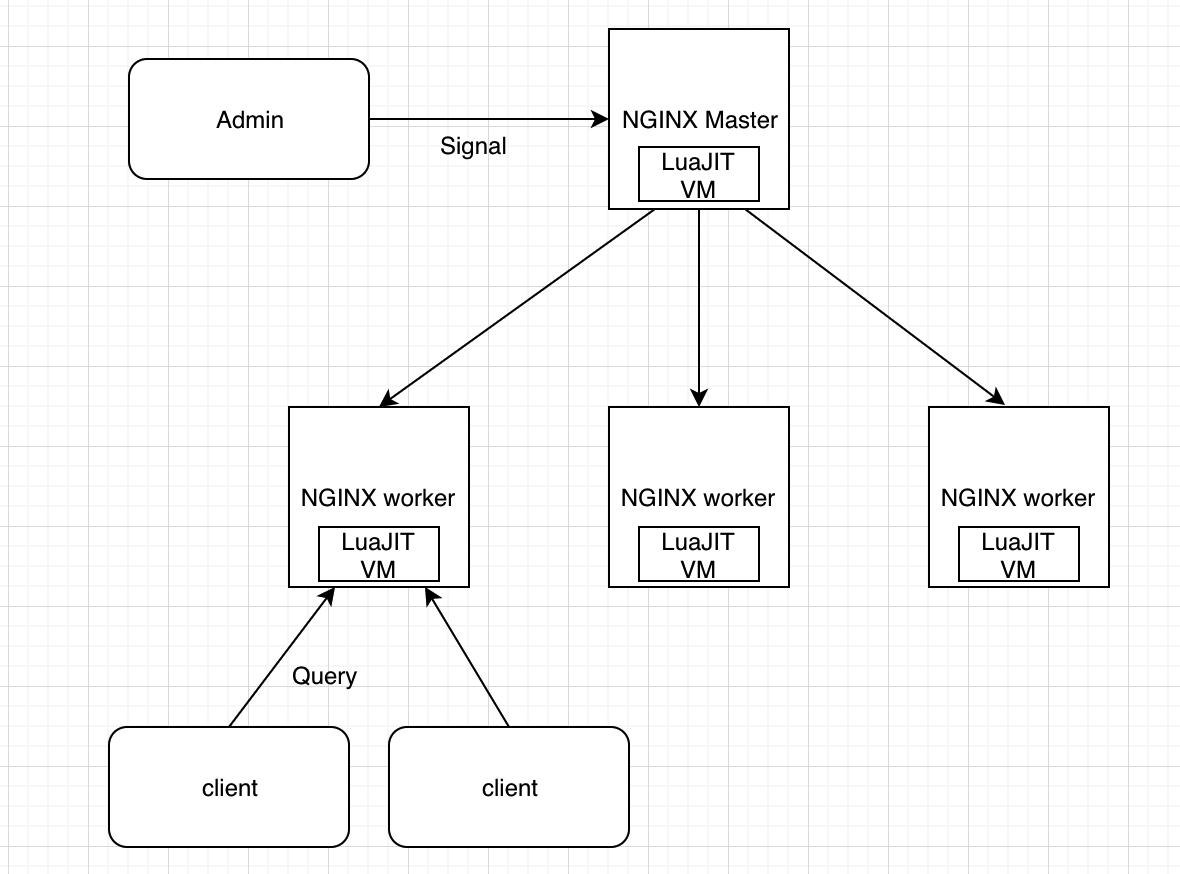 Admin
Signal
NGINX Master
LuaJIT
VM
NGINX worker
LuaJIT
VM
NGINX worker
LuaJIT
VM
NGINX worker
LuaJIT
VM
Query
client
client